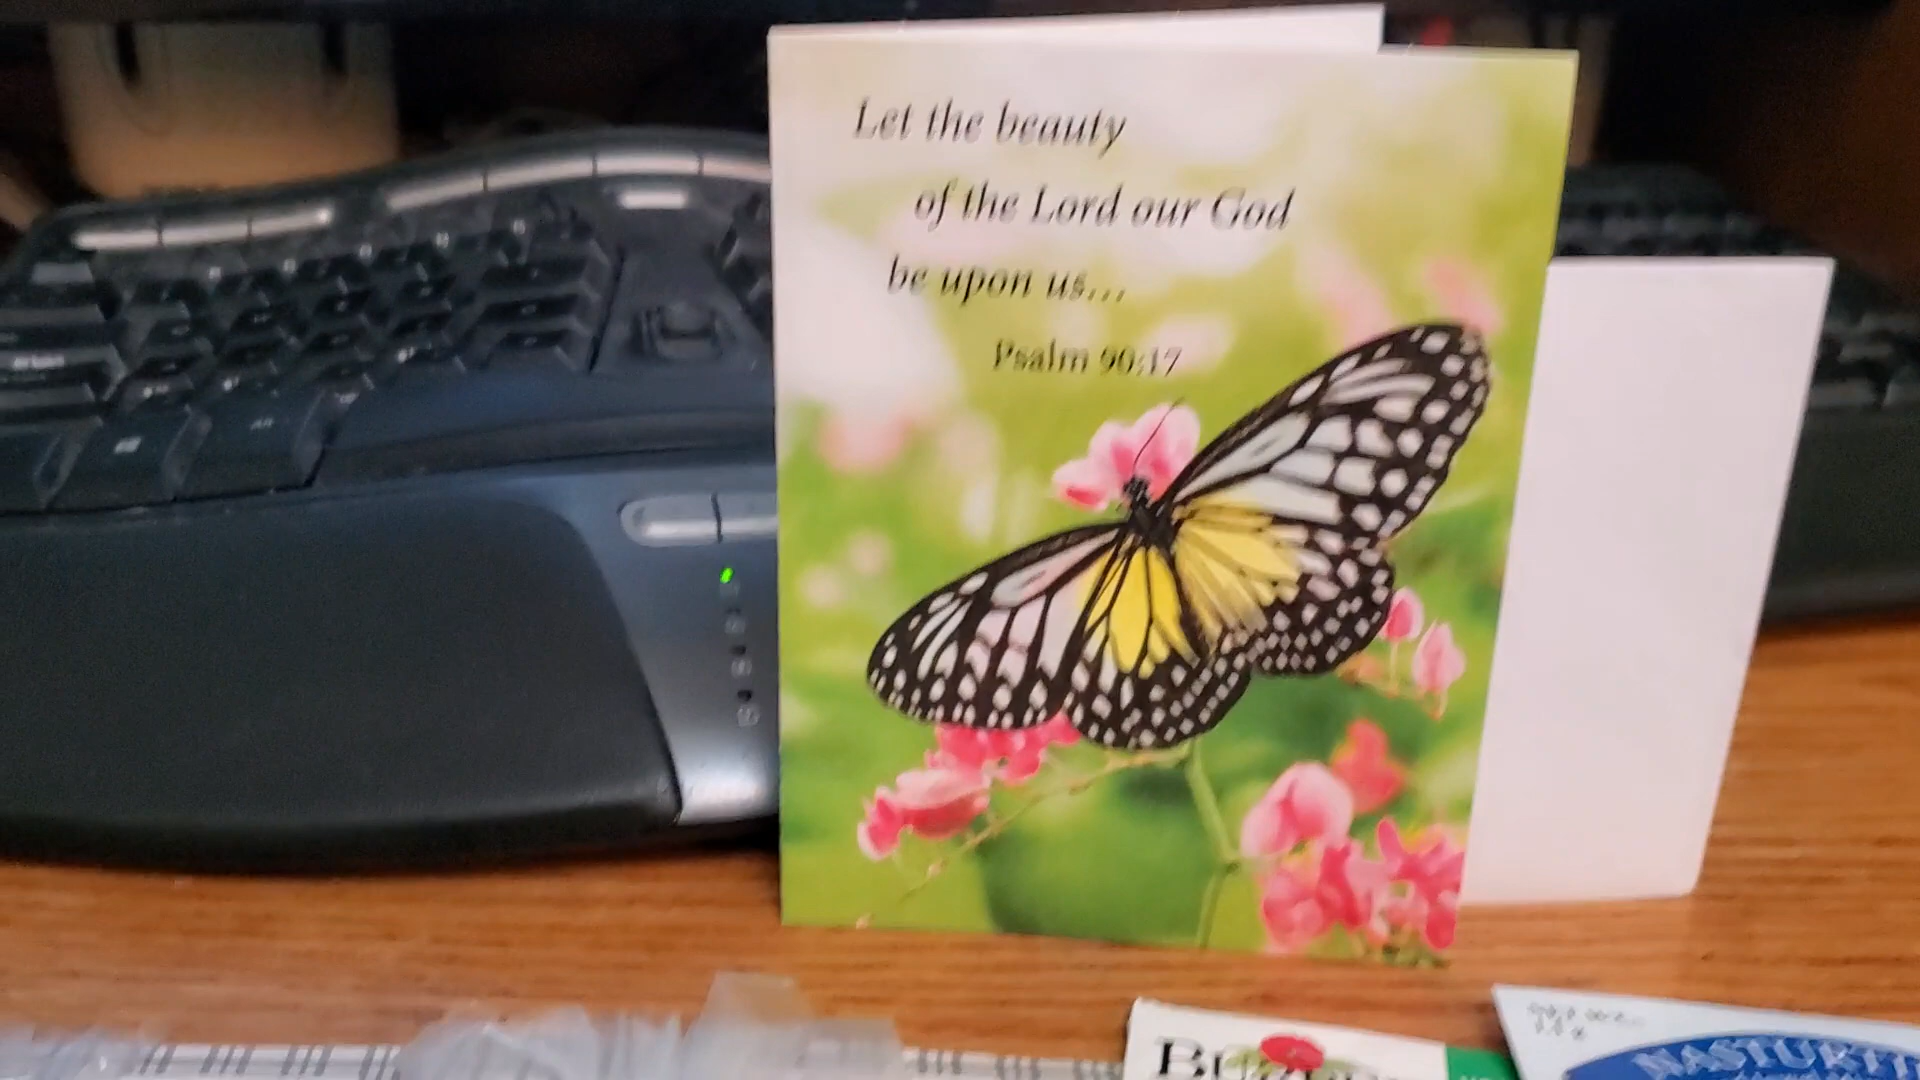 Let the beauty
of the Lord our God
be upon us...
Psalm 90:17